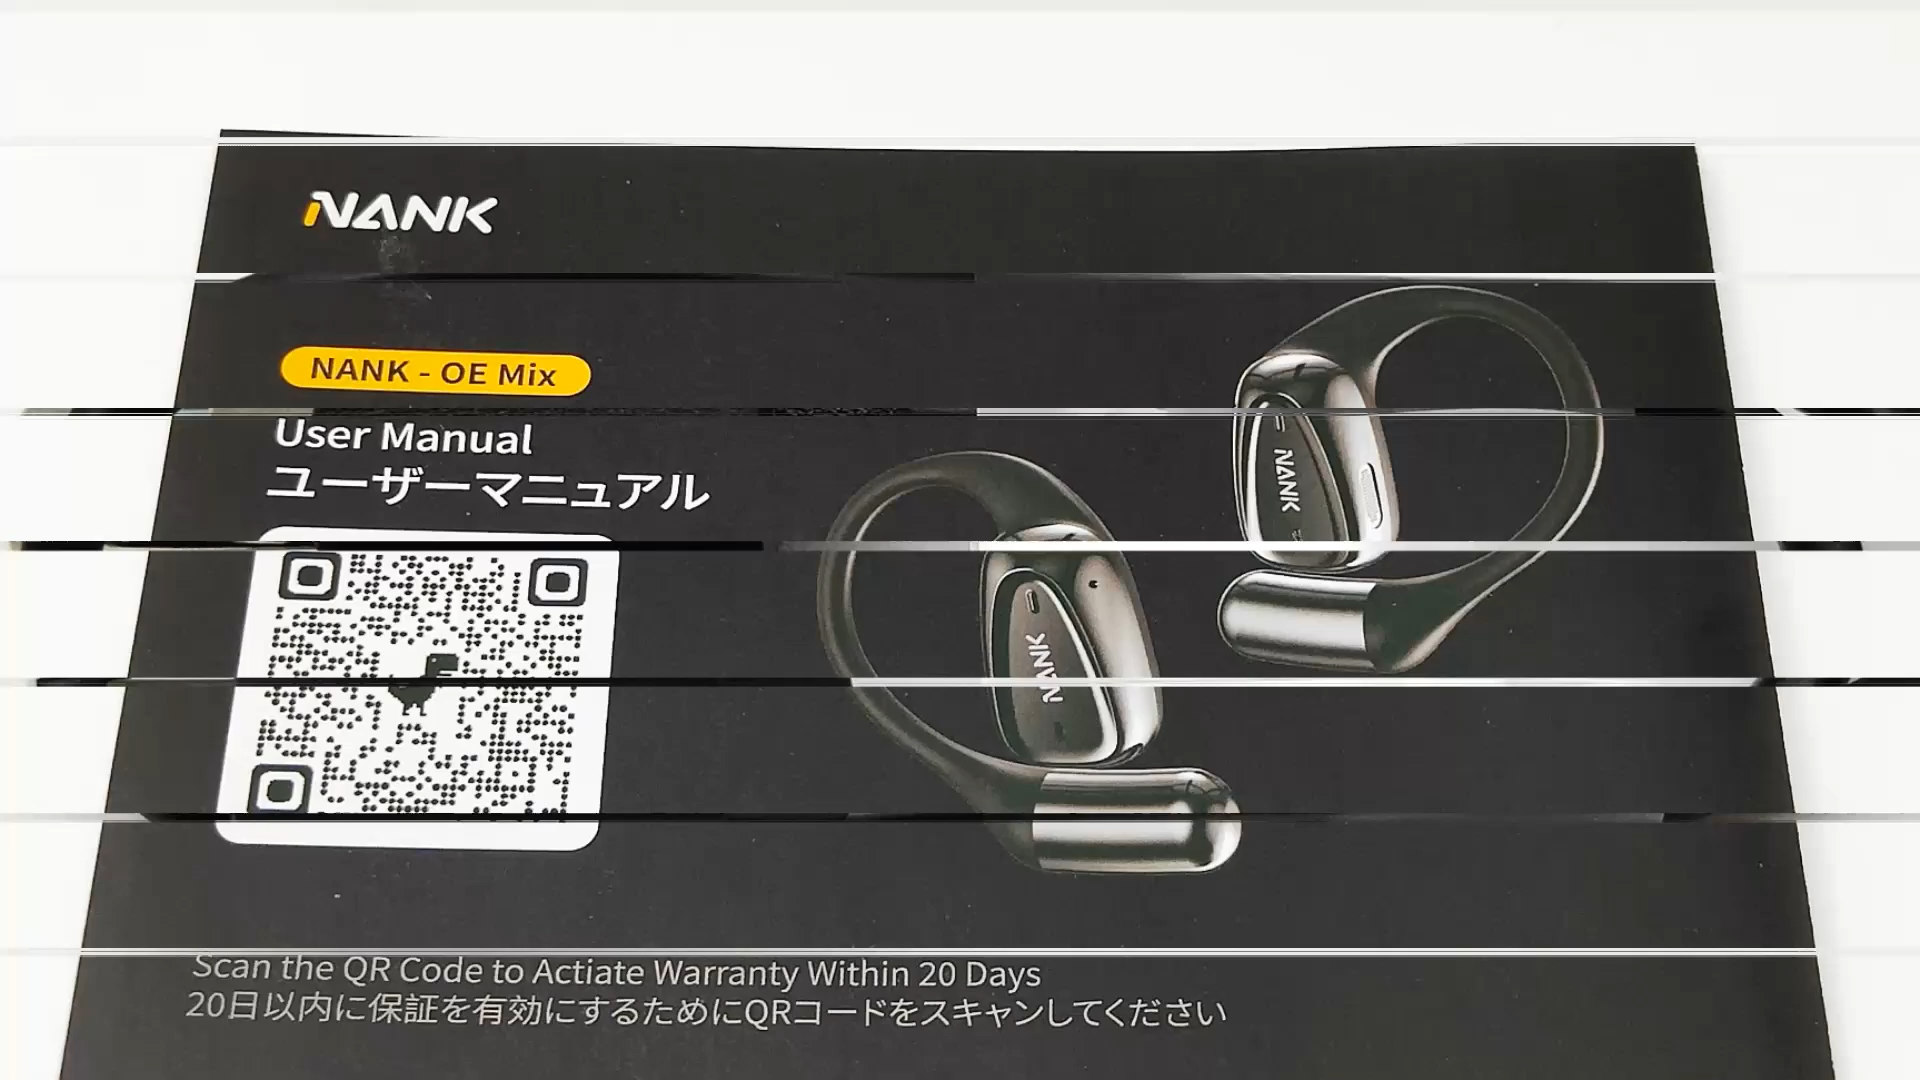 NANK
NANK - OE Mix
User Manual
ユーザーマニュアル
NANK
NANK
Scan the QR Code to Actiate Warranty Within 20 Days
20日以内に保証を有効にするためにQRコードをスキャンしてください